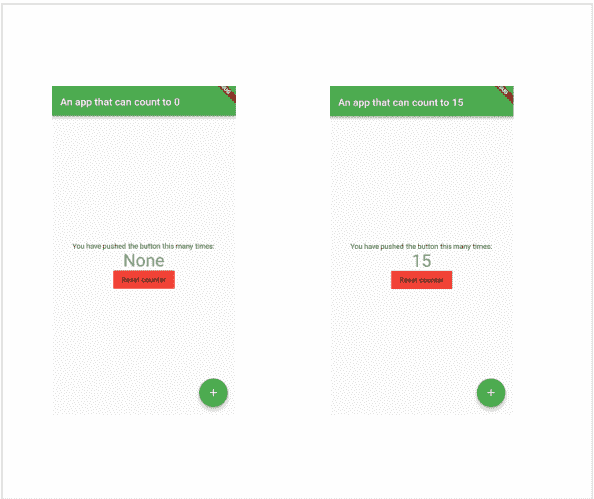 An app that can count to 0
You have pushed the button this many times:
None
Reset counter
+
An app that can count to 15
You have pushed the button this many times:
15
Reset counter
+